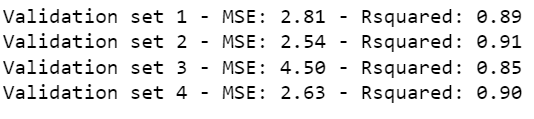 Validation set 1 - MSE: 2.81 - Rsquared: 0.89
Validation set 2 - MSE: 2.54 - Rsquared: 0.91
Validation set 3 - MSE: 4.50 - Rsquared: 0.85
Validation set 4 - MSE: 2.63 - Rsquared: 0.90